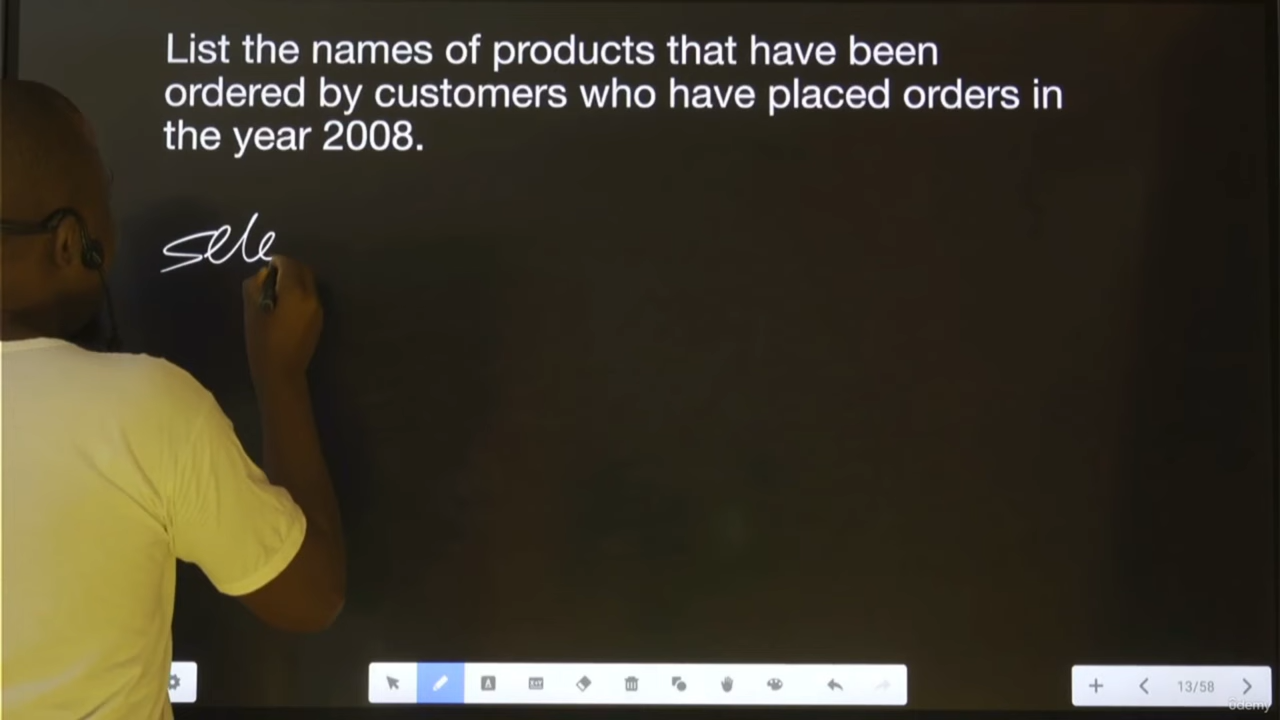 List the names of products that have been
ordered by customers who have placed orders in
the year 2008.
sele
13/58
ûdemy